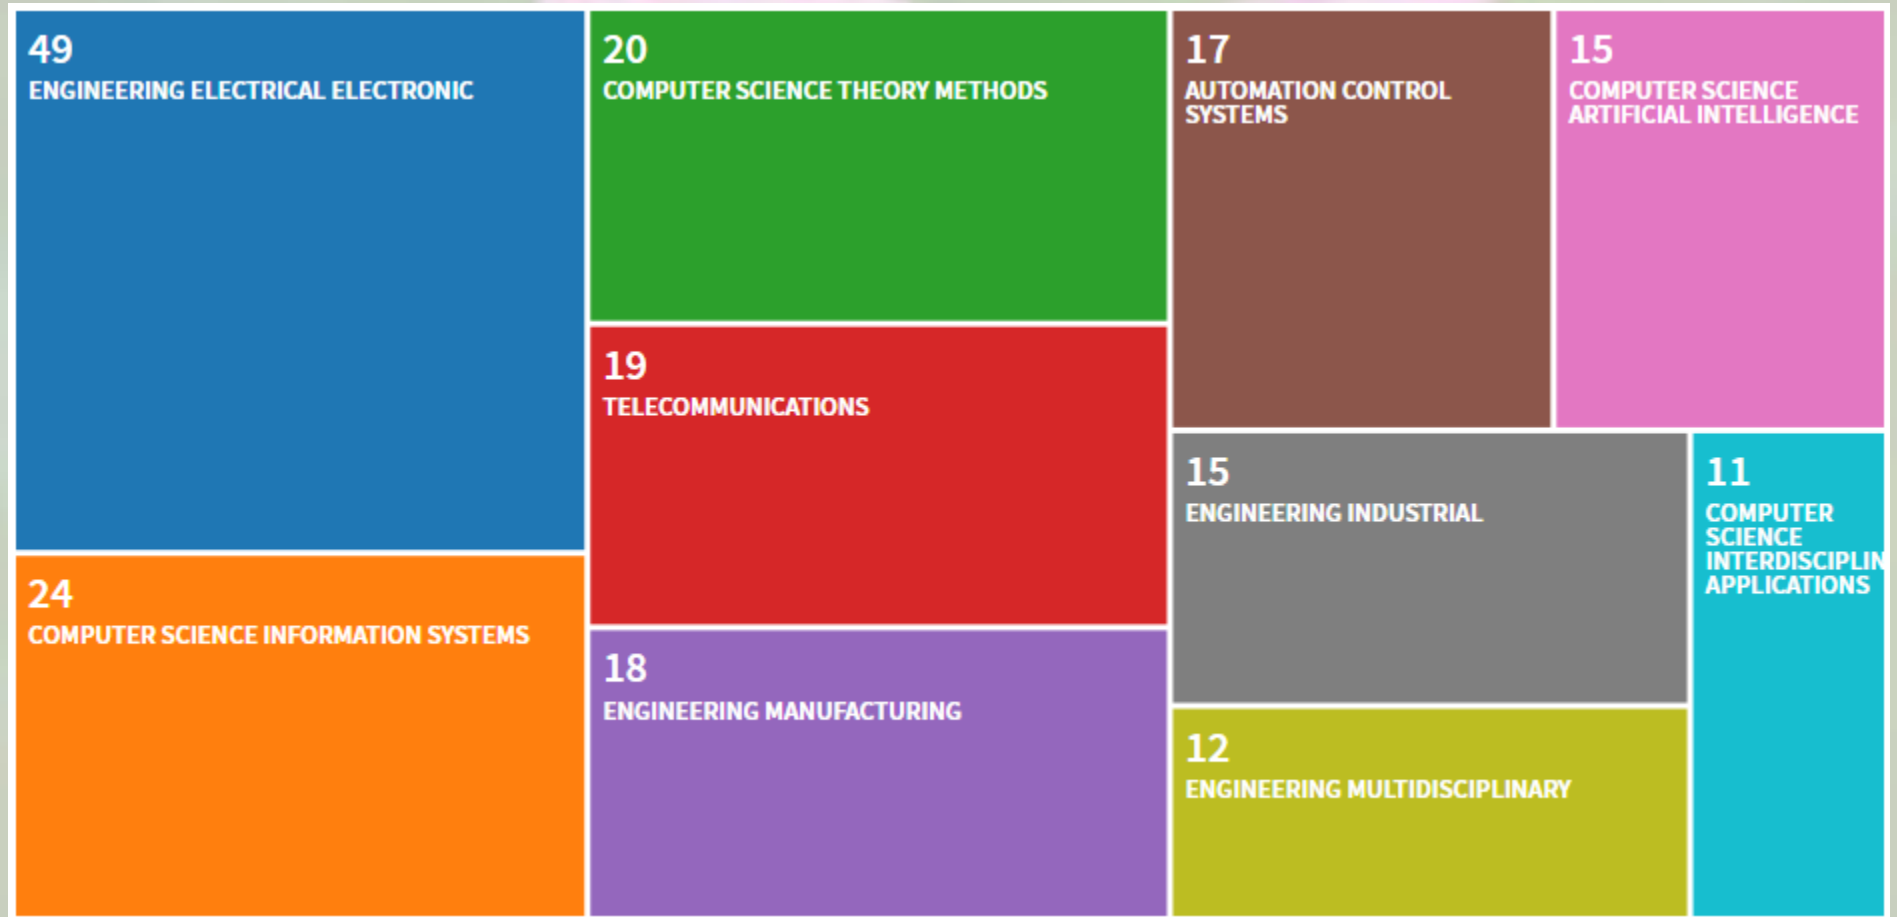 49
ENGINEERING ELECTRICAL ELECTRONIC
24
COMPUTER SCIENCE INFORMATION SYSTEMS
20
COMPUTER SCIENCE THEORY METHODS
19
TELECOMMUNICATIONS
18
ENGINEERING MANUFACTURING
17
AUTOMATION CONTROL
SYSTEMS
15
COMPUTER SCIENCE
ARTIFICIAL INTELLIGENCE
15
ENGINEERING INDUSTRIAL
12
ENGINEERING MULTIDISCIPLINARY
11
COMPUTER
SCIENCE
INTERDISCIPLIN
APPLICATIONS